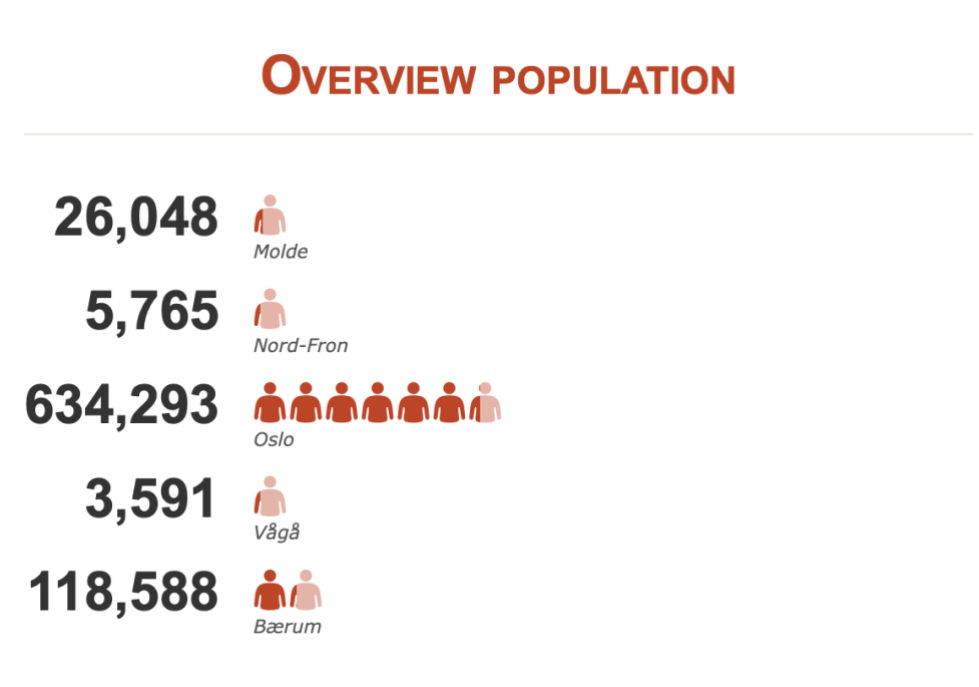 Overview population
26,048
Molde
5,765
Nord-Fron
634,293
Oslo
3,591
Vågå
118,588
Bærum